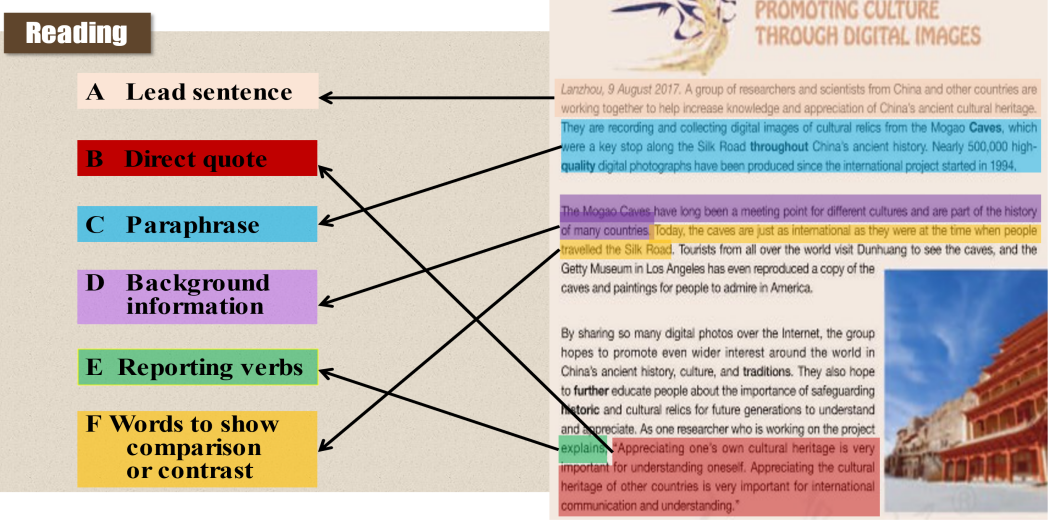 Reading
A Lead sentence
B Direct quote
C Paraphrase
D Background
information
E Reporting verbs
F Words to show
comparison
or contrast
PROMOTING CULTURE
THROUGH DIGITAL IMAGES
Lanzhou, 9 August 2017. A group of researchers and scientists from China and other countries are
working together to help increase knowledge and appreciation of China's ancient cultural heritage.
They are recording and collecting digital images of cultural relics from the Mogao Caves, which
were a key stop along the Silk Road throughout China's ancient history. Nearly 500,000 high-
quality digital photographs have been produced since the international project started in 1994.
The Mogao Caves have long been a meeting point for different cultures and are part of the history
of many countries. Today, the caves are just as international as they were at the time when people
travelled the Silk Road. Tourists from all over the world visit Dunhuang to see the caves, and the
Getty Museum in Los Angeles has even reproduced a copy of the
caves and paintings for people to admire in America.
By sharing so many digital photos over the Internet, the group
hopes to promote even wider interest around the world in
China's ancient history, culture, and traditions. They also hope
to further educate people about the importance of safeguarding
historic and cultural relics for future generations to understand
and appreciate. As one researcher who is working on the project
explains, "Appreciating one's own cultural heritage is very
important for understanding oneself. Appreciating the cultural
heritage of other countries is very important for international
communication and understanding."